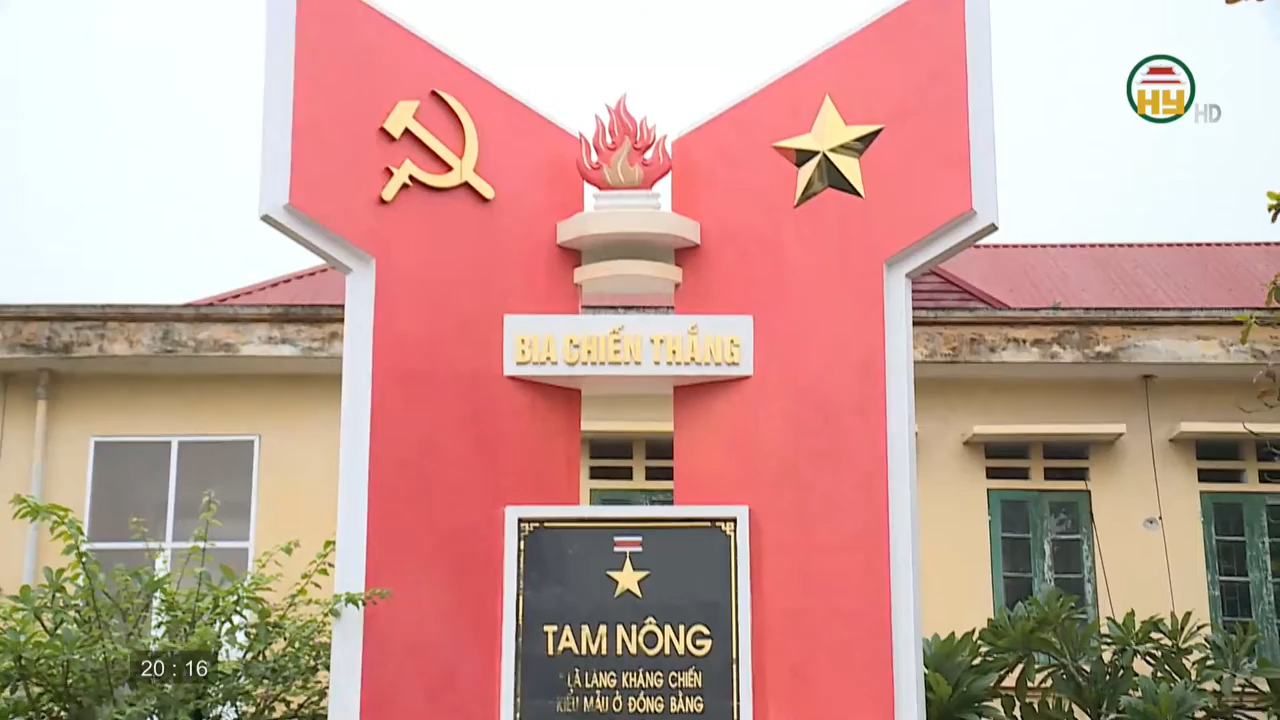 HY HD
BIA CHIẾN THẮNG
TAM NÔNG
" LÀ LÀNG KHÁNG CHIẾN
KIỂU MẪU Ở ĐỒNG BẰNG
20 : 16